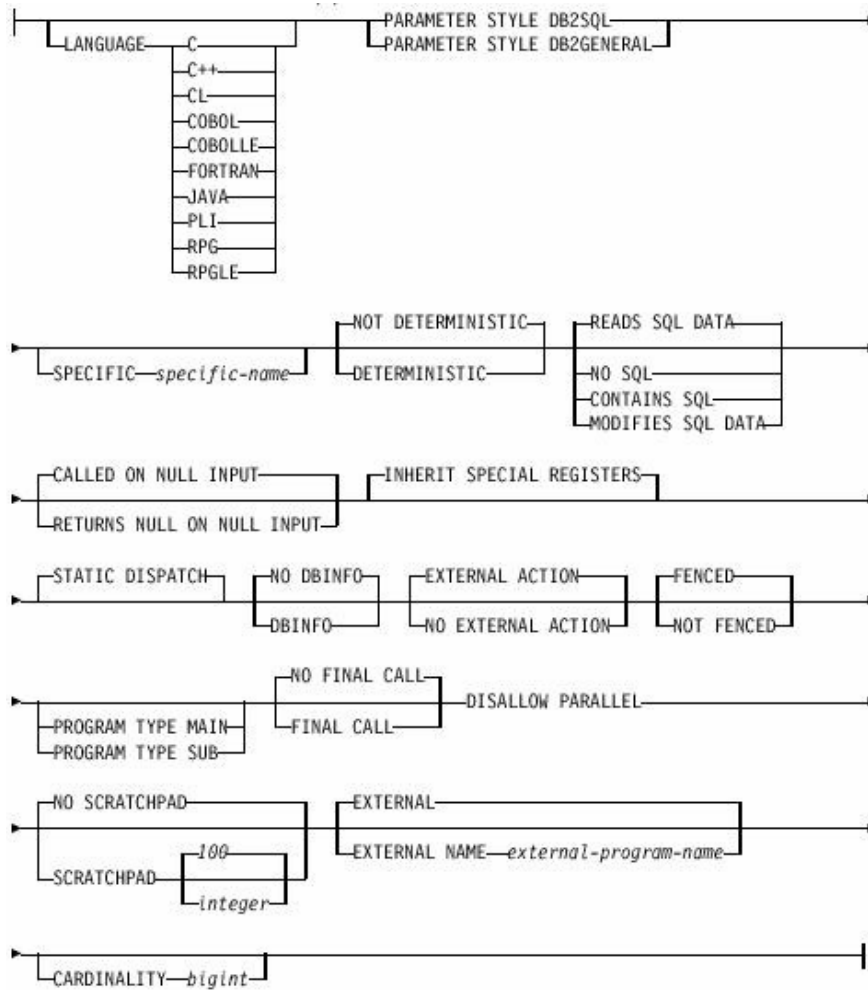 PARAMETER STYLE DB2SQL
LANGUAGE C PARAMETER STYLE DB2GENERAL
C++
CL
COBOL
COBOLLE
FORTRAN
JAVA
PLI
RPG
RPGLE
NOT DETERMINISTIC READS SQL DATA
SPECIFIC specific-name DETERMINISTIC NO SQL
CONTAINS SQL
MODIFIES SQL DATA
CALLED ON NULL INPUT INHERIT SPECIAL REGISTERS
RETURNS NULL ON NULL INPUT
STATIC DISPATCH NO DBINFO EXTERNAL ACTION FENCED
DBINFO NO EXTERNAL ACTION NOT FENCED
NO FINAL CALL DISALLOW PARALLEL
PROGRAM TYPE MAIN FINAL CALL
PROGRAM TYPE SUB
NO SCRATCHPAD EXTERNAL
100 EXTERNAL NAME external-program-name
SCRATCHPAD
integer
CARDINALITY bigint